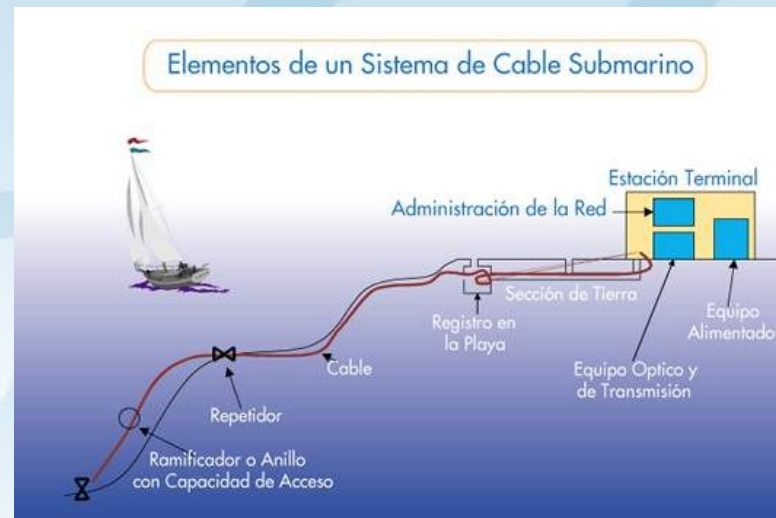 Elementos de un Sistema de Cable Submarino
Estación Terminal
Administración de la Red
Sección de Tierra
Registro en
la Playa
Equipo
Alimentado
Cable
Equipo Optico y
de Transmisión
Repetidor
Ramificador o Anillo
con Capacidad de Acceso